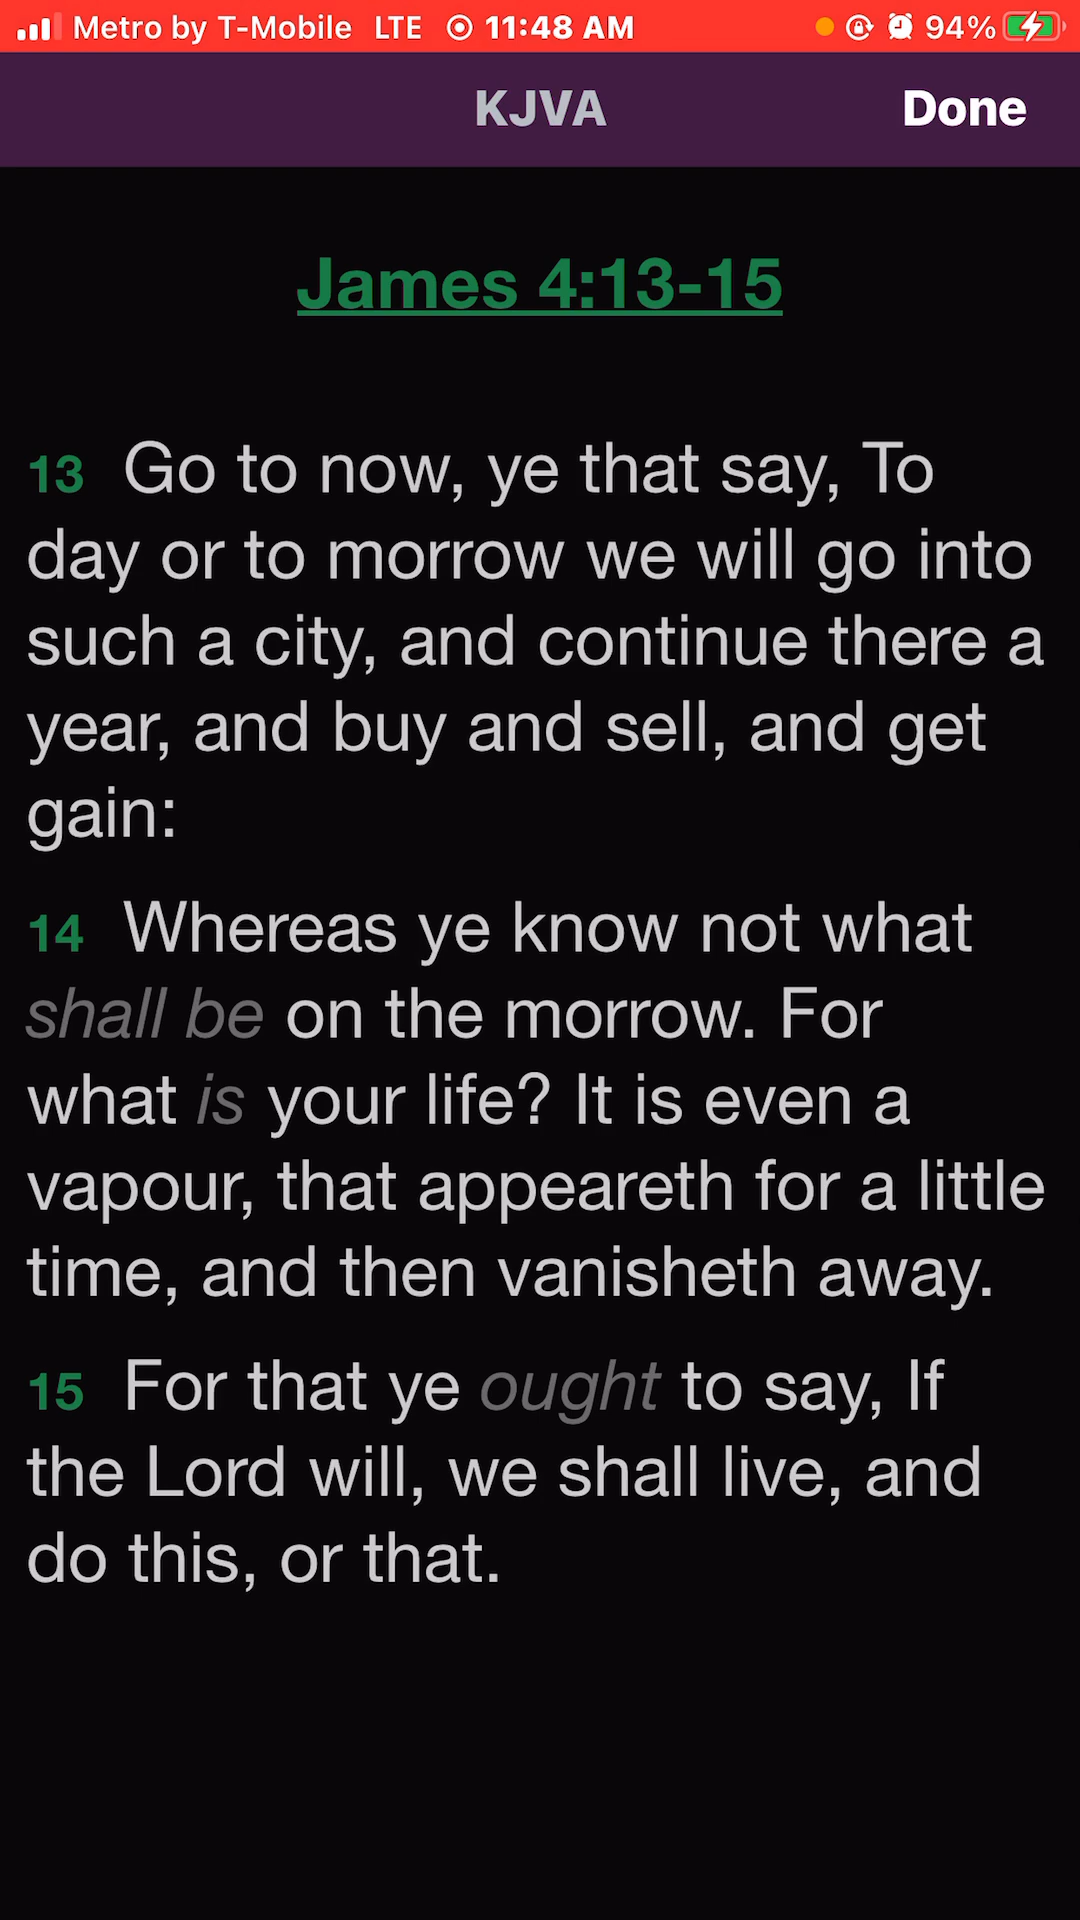 Metro by T-Mobile LTE 11:48 AM 94%
KJVA Done
James 4:13-15
13 Go to now, ye that say, To
day or to morrow we will go into
such a city, and continue there a
year, and buy and sell, and get
gain:
14 Whereas ye know not what
shall be on the morrow. For
what is your life? It is even a
vapour, that appeareth for a little
time, and then vanisheth away.
15 For that ye ought to say, If
the Lord will, we shall live, and
do this, or that.